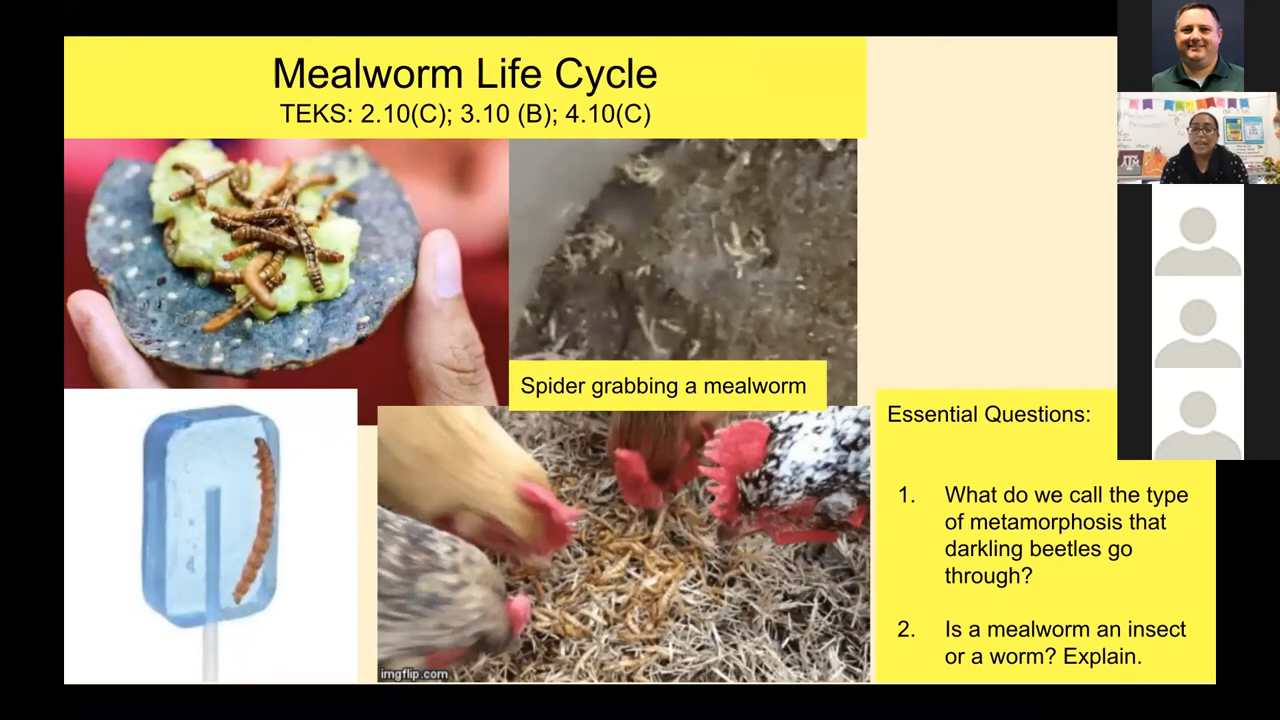 Mealworm Life Cycle
TEKS: 2.10(C); 3.10 (B); 4.10(C)
Spider grabbing a mealworm
Essential Questions:
1. What do we call the type
of metamorphosis that
darkling beetles go
through?
2. Is a mealworm an insect
or a worm? Explain.
imgflip.com